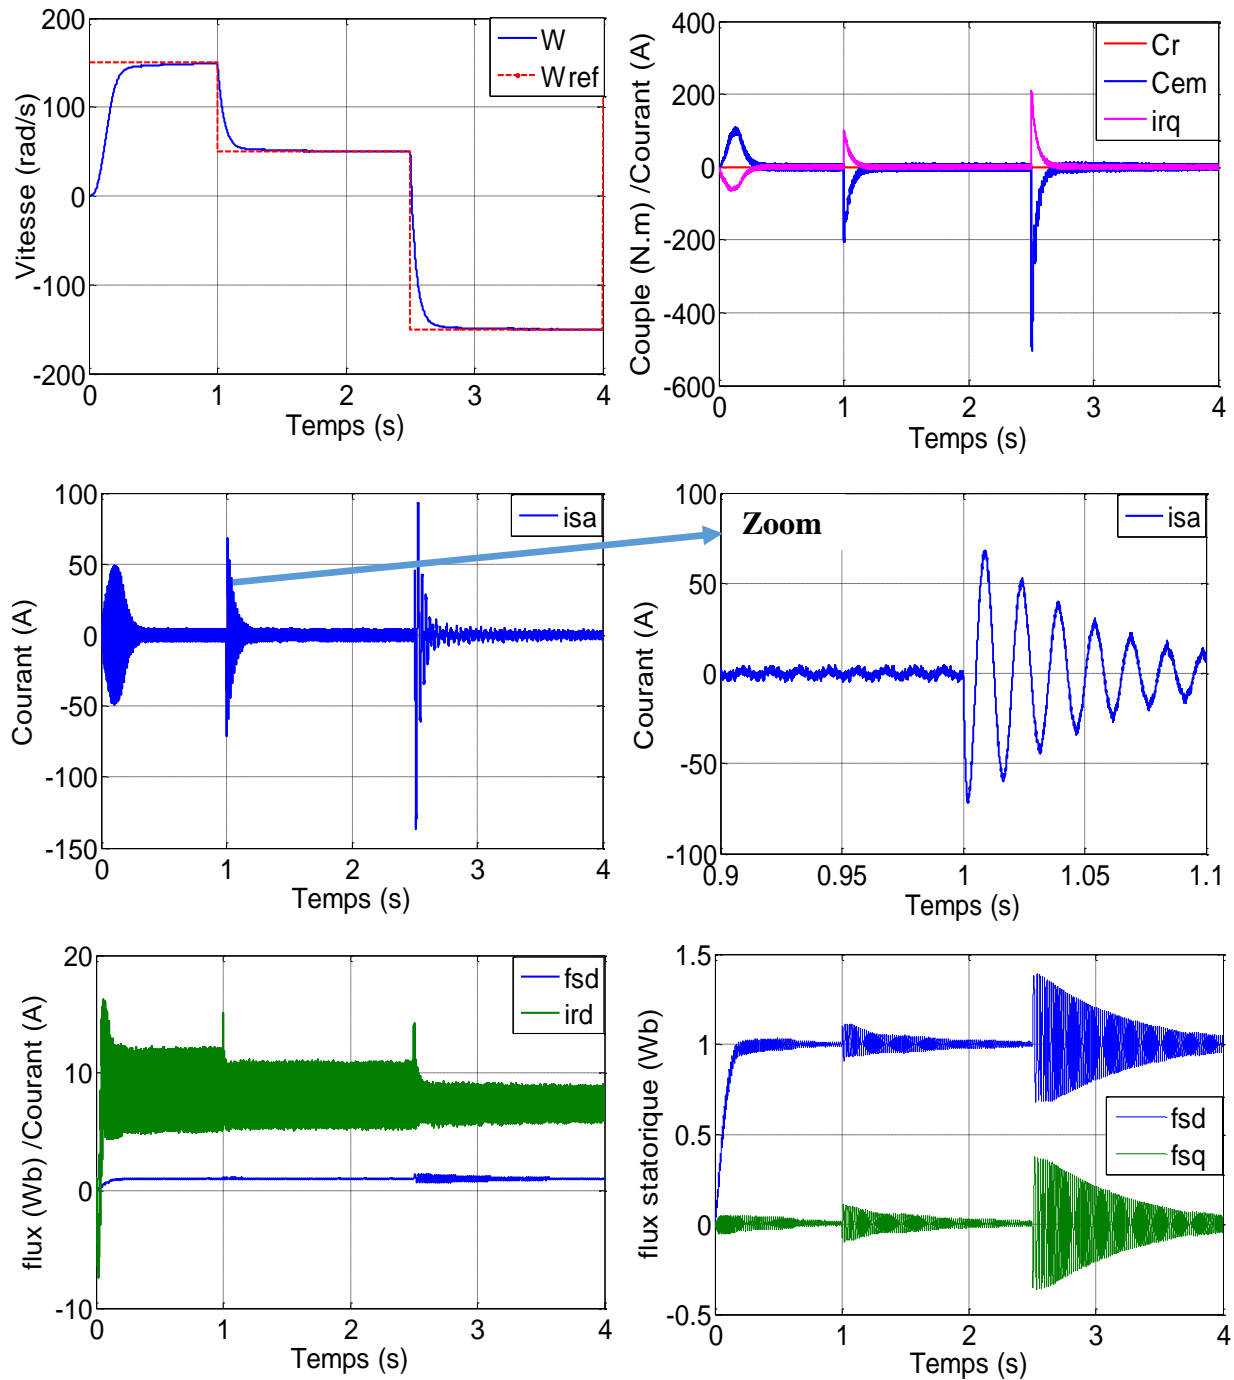 200
100
0
-100
-200
0
1
2
3
4
Vitesse (rad/s)
Temps (s)
W
Wref
400
200
0
-200
-400
-600
0
1
2
3
4
Couple (N.m) /Courant (A)
Temps (s)
Cr
Cem
irq
100
50
0
-50
-100
-150
0
1
2
3
4
Courant (A)
Temps (s)
isa
100
50
0
-50
-100
0.9
0.95
1
1.05
1.1
Courant (A)
Temps (s)
Zoom
isa
20
10
0
-10
0
1
2
3
4
flux (Wb) /Courant (A)
Temps (s)
fsd
ird
1.5
1
0.5
0
-0.5
0
1
2
3
4
flux statorique (Wb)
Temps (s)
fsd
fsq